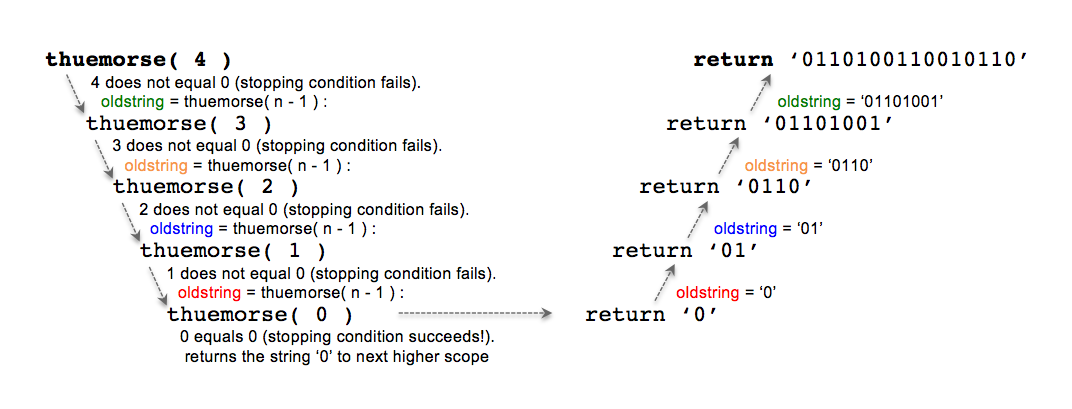 thuemorse( 4 )
4 does not equal 0 (stopping condition fails).
oldstring = thuemorse( n - 1 ) :
thuemorse( 3 )
3 does not equal 0 (stopping condition fails).
oldstring = thuemorse( n - 1 ) :
thuemorse( 2 )
2 does not equal 0 (stopping condition fails).
oldstring = thuemorse( n - 1 ) :
thuemorse( 1 )
1 does not equal 0 (stopping condition fails).
oldstring = thuemorse( n - 1 ) :
thuemorse( 0 )
0 equals 0 (stopping condition succeeds!).
returns the string ‘0’ to next higher scope
return ‘0110100110010110’
oldstring = ‘01101001’
return ‘01101001’
oldstring = ‘0110’
return ‘0110’
oldstring = ‘01’
return ‘01’
oldstring = ‘0’
return ‘0’